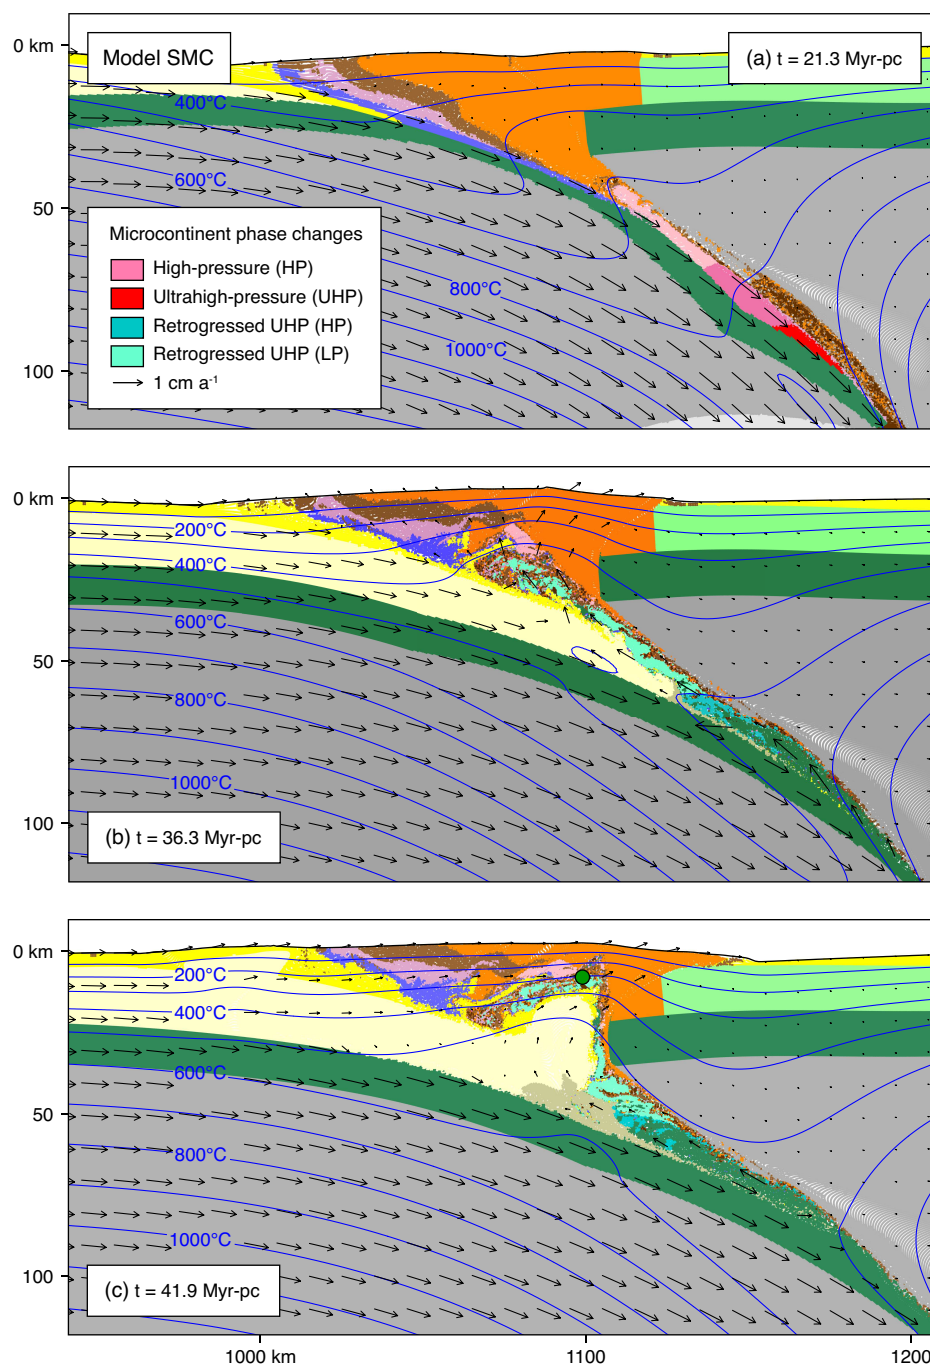 0 km
Model SMC
(a) t = 21.3 Myr-pc
400°C
600°C
50
Microcontinent phase changes
High-pressure (HP)
Ultrahigh-pressure (UHP)
Retrogressed UHP (HP)
Retrogressed UHP (LP)
1 cm a⁻¹
800°C
1000°C
100
0 km
200°C
400°C
600°C
50
800°C
1000°C
100
(b) t = 36.3 Myr-pc
0 km
200°C
400°C
600°C
50
800°C
1000°C
100
(c) t = 41.9 Myr-pc
1000 km
1100
1200